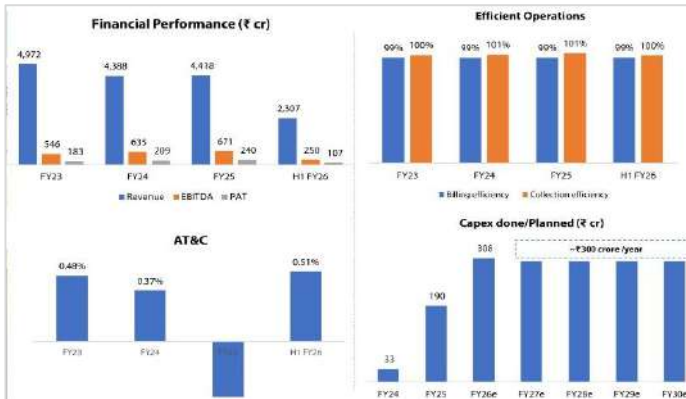 Financial Performance (₹ cr)
4,972
546
183
4,388
635
209
4,418
671
240
2,307
250
107
FY23
FY24
FY25
H1 FY26
Revenue
EBITDA
PAT
Efficient Operations
99%
100%
99%
101%
99%
101%
99%
100%
FY23
FY24
FY25
H1 FY26
Billing efficiency
Collection efficiency
AT&C
0.48%
0.37%
0.51%
FY23
FY24
H1 FY26
Capex done/Planned (₹ cr)
33
190
308
~₹300 crore /year
FY24
FY25
FY26e
FY27e
FY28e
FY29e
FY30e